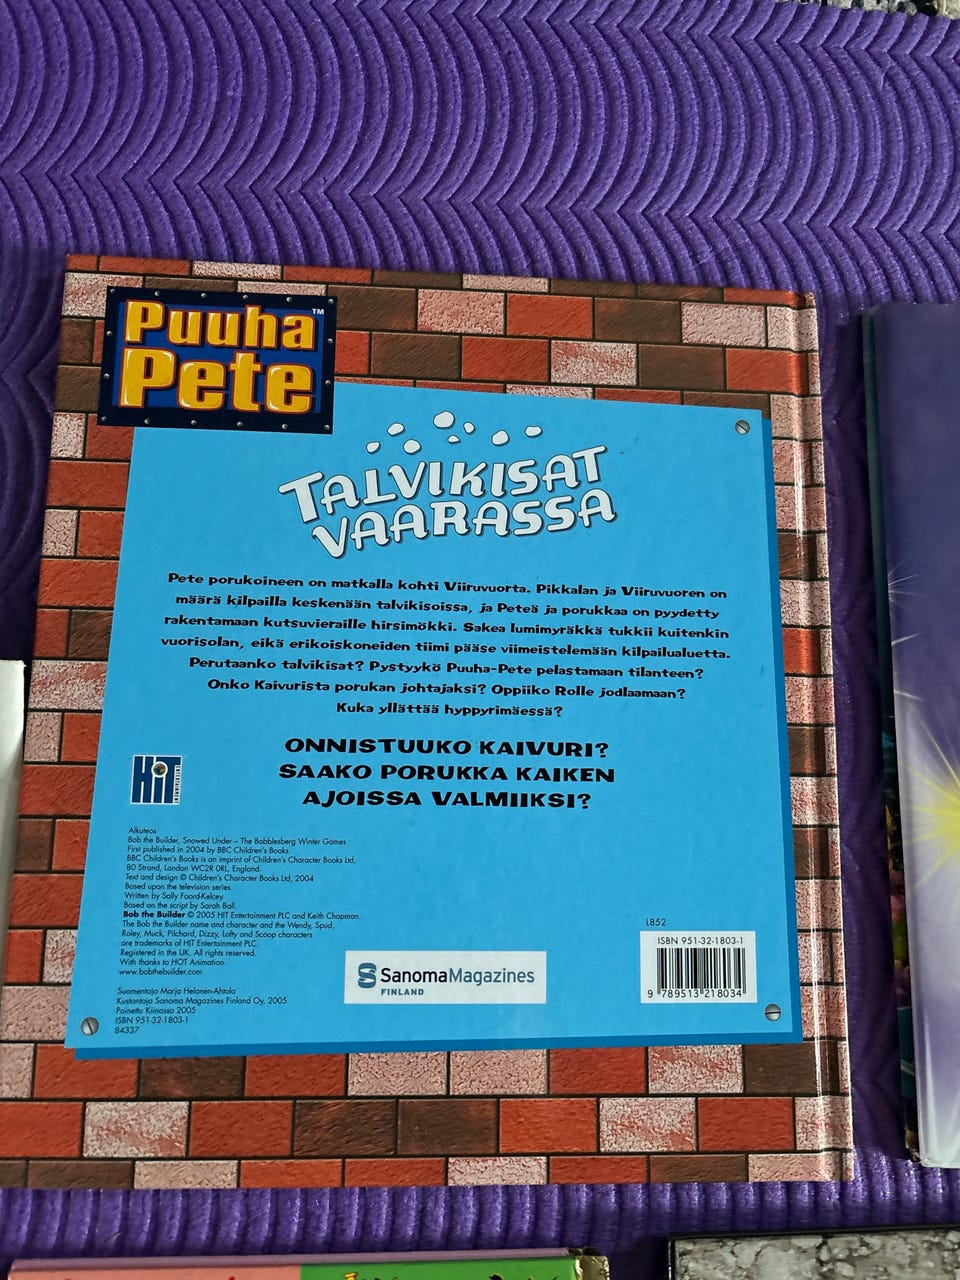 Puuha™
Pete
TALVIKISAT
VAARASSA
Pete porukoineen on matkalla kohti Viiruvuorta. Pikkalan ja Viiruvuoren on
määrä kilpailla keskenään talvikisoissa, ja Peteä ja porukkaa on pyydetty
rakentamaan kutsuvieraille hirsimökki. Sakea lumimyräkkä tukkii kuitenkin
vuorisolan, eikä erikoiskoneiden tiimi pääse viimeistelemään kilpailualuetta.
Perutaanko talvikisat? Pystyykö Puuha-Pete pelastamaan tilanteen?
Onko Kaivurista porukan johtajaksi? Oppiiko Rolle jodlaamaan?
Kuka yllättää hyppyrimäessä?
ONNISTUUKO KAIVURI?
SAAKO PORUKKA KAIKEN
AJOISSA VALMIIKSI?
HiT
ENTERTAINMENT
Alkuteos
Bob the Builder, Snowed Under – The Bobblesberg Winter Games
First published in 2004 by BBC Children's Books
BBC Children's Books is an imprint of Children's Character Books Ltd,
80 Strand, London WC2R 0RL, England.
Text and design © Children's Character Books Ltd, 2004
Based upon the television series.
Written by Sally Foord-Kelcey.
Based on the script by Sarah Ball.
Bob the Builder © 2005 HIT Entertainment PLC and Keith Chapman.
The Bob the Builder name and character and the Wendy, Spud,
Roley, Muck, Pilchard, Dizzy, Lofty and Scoop characters
are trademarks of HIT Entertainment PLC.
Registered in the UK. All rights reserved.
With thanks to HOT Animation.
www.bobthebuilder.com
Suomentaja Marja Helanen-Ahtola
Kustantaja Sanoma Magazines Finland Oy, 2005
Painettu Kiinassa 2005
ISBN 951-32-1803-1
84337
SanomaMagazines
FINLAND
L852
ISBN 951-32-1803-1
9 789513 218034